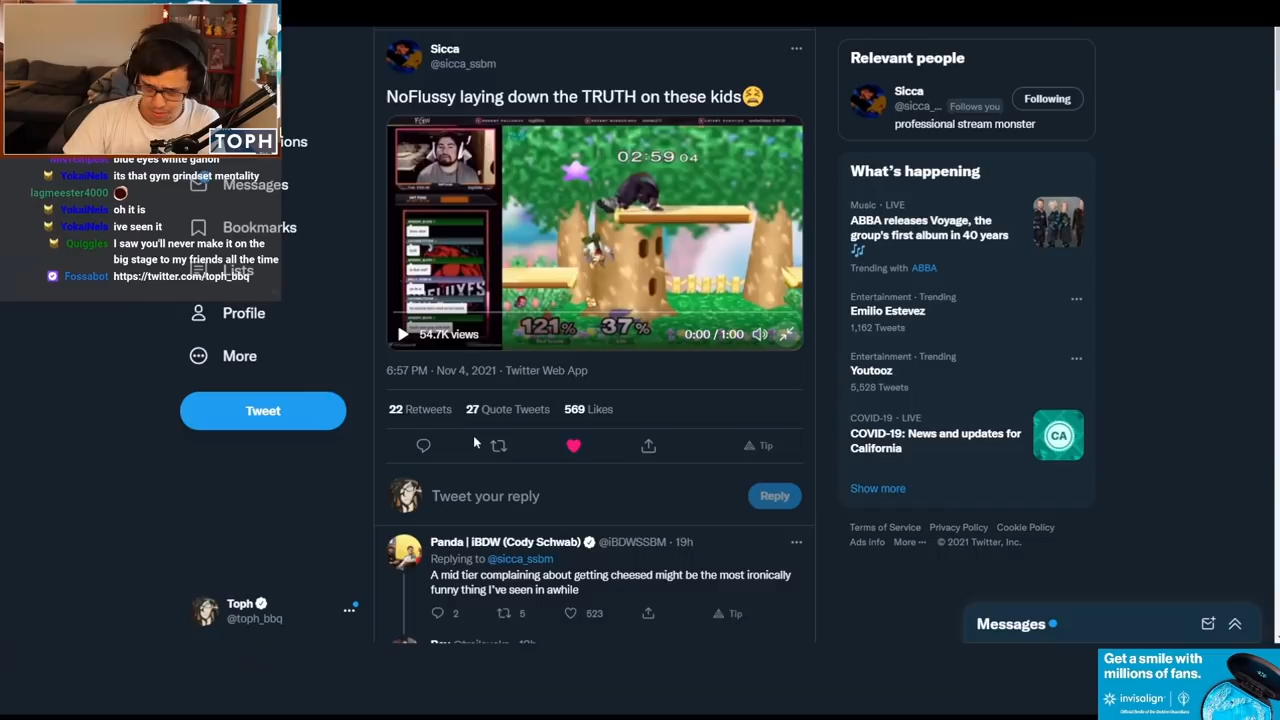 TOPH
blue eyes white ganon
YokaiNels its that gym grindset mentality
lagmeester4000
YokaiNels oh it is
YokaiNels ive seen it
Quiggles I saw you'll never make it on the
big stage to my friends all the time
Fossabot https://twitter.com/toph_bbq
Messages
Bookmarks
Lists
Profile
More
Tweet
Toph
@toph_bbq
Sicca
@sicca_ssbm
NoFlussy laying down the TRUTH on these kids😫
02:59 04
121% 37%
54.7K views
0:00 / 1:00
6:57 PM · Nov 4, 2021 · Twitter Web App
22 Retweets 27 Quote Tweets 569 Likes
Tip
Tweet your reply
Reply
Panda | iBDW (Cody Schwab) @iBDWSSBM · 19h
Replying to @sicca_ssbm
A mid tier complaining about getting cheesed might be the most ironically
funny thing I've seen in awhile
2 5 523 Tip
Relevant people
Sicca
@sicca_... Follows you
Following
professional stream monster
What's happening
Music · LIVE
ABBA releases Voyage, the
group's first album in 40 years
🎶
Trending with ABBA
Entertainment · Trending
Emilio Estevez
1,162 Tweets
Entertainment · Trending
Youtooz
5,528 Tweets
COVID-19 · LIVE
COVID-19: News and updates for
California
CA
Show more
Terms of Service Privacy Policy Cookie Policy
Ads info More ··· © 2021 Twitter, Inc.
Messages
Get a smile with
millions of fans.
invisalign